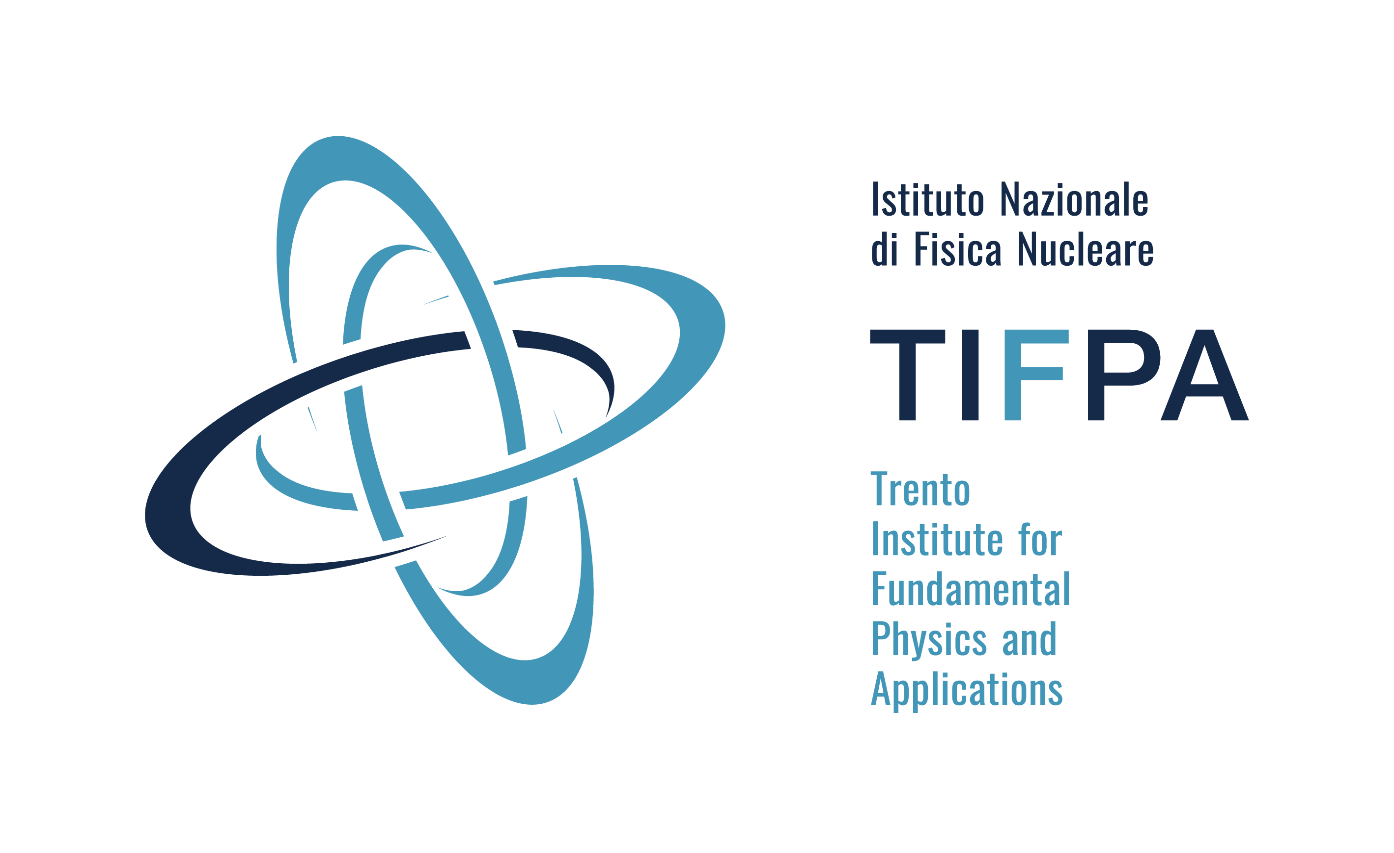 Istituto Nazionale
di Fisica Nucleare
TIFPA
Trento
Institute for
Fundamental
Physics and
Applications